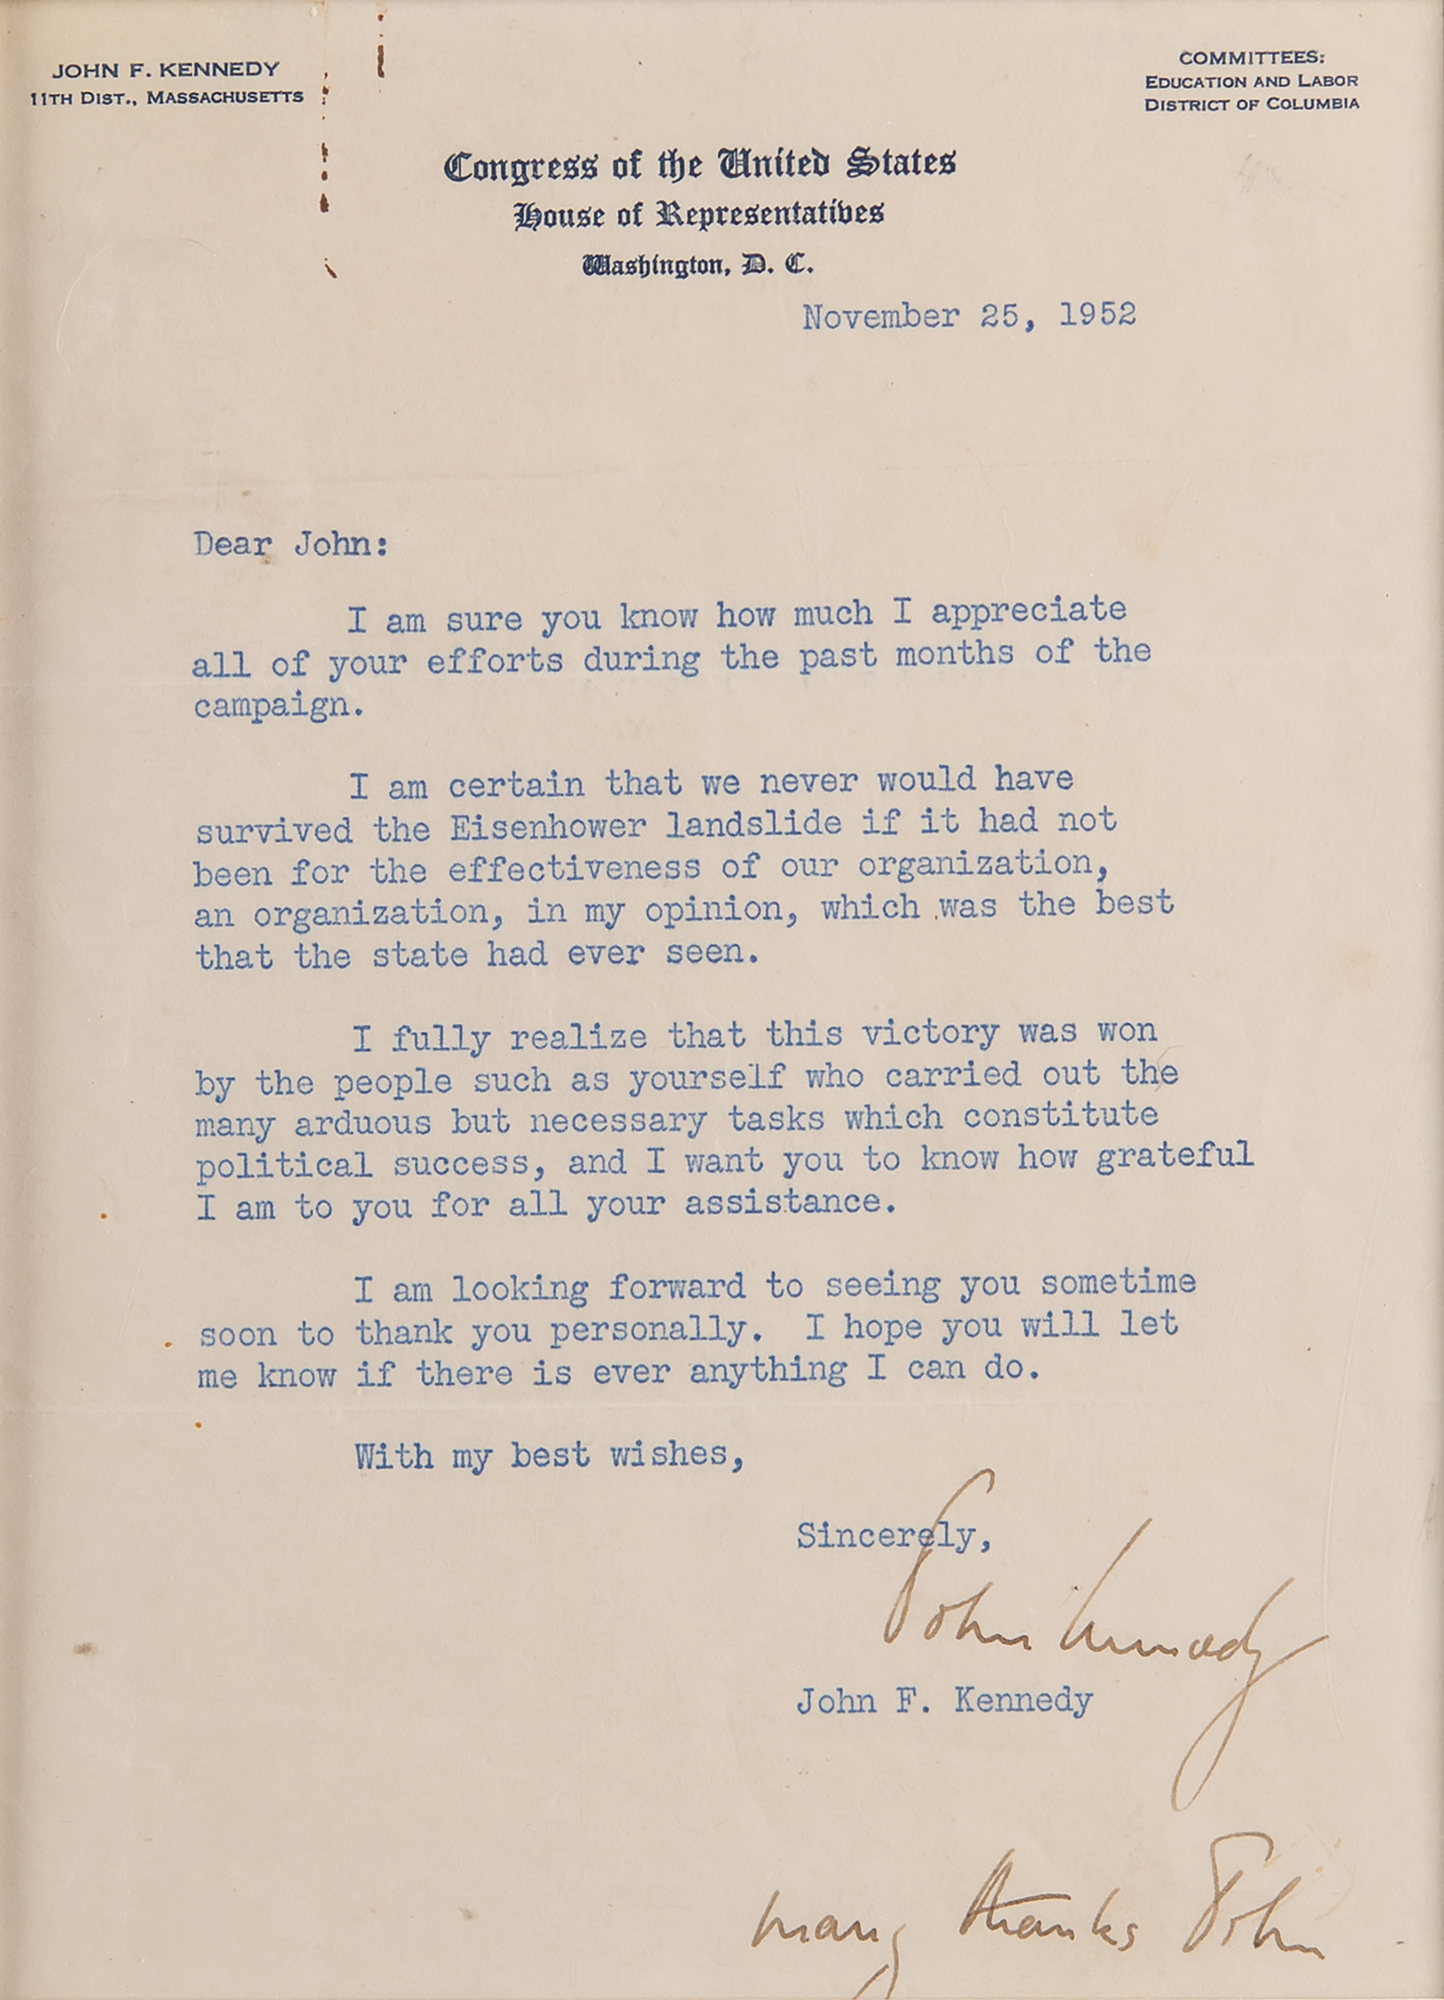 JOHN F. KENNEDY
11TH DIST., MASSACHUSETTS
COMMITTEES:
EDUCATION AND LABOR
DISTRICT OF COLUMBIA
Congress of the United States
House of Representatives
Washington, D. C.
November 25, 1952
Dear John:
I am sure you know how much I appreciate
all of your efforts during the past months of the
campaign.
I am certain that we never would have
survived the Eisenhower landslide if it had not
been for the effectiveness of our organization,
an organization, in my opinion, which was the best
that the state had ever seen.
I fully realize that this victory was won
by the people such as yourself who carried out the
many arduous but necessary tasks which constitute
political success, and I want you to know how grateful
I am to you for all your assistance.
I am looking forward to seeing you sometime
soon to thank you personally. I hope you will let
me know if there is ever anything I can do.
With my best wishes,
Sincerely,
John Kennedy
John F. Kennedy
many thanks John